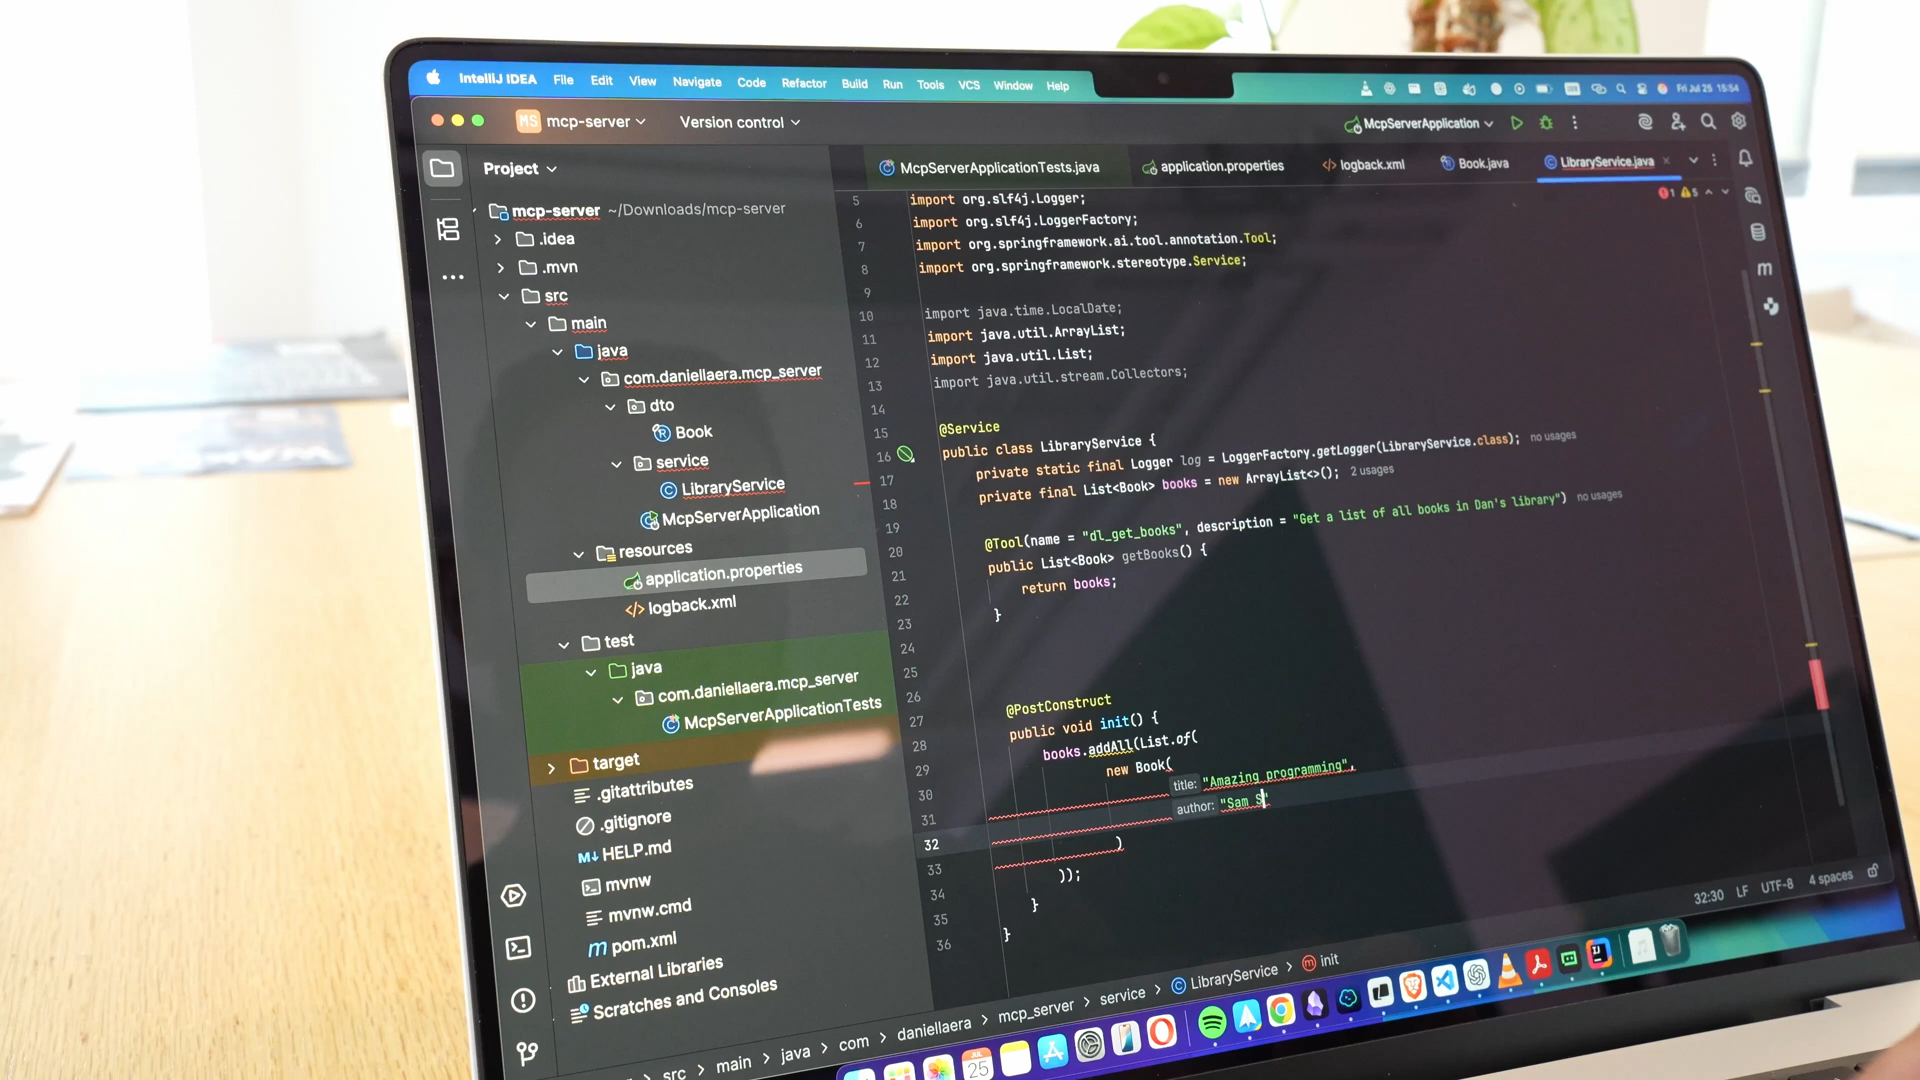 IntelliJ IDEA File Edit View Navigate Code Refactor Build Run Tools VCS Window Help Fri Jul 25 15:54
MS mcp-server Version control McpServerApplication
Project
McpServerApplicationTests.java application.properties logback.xml Book.java LibraryService.java
1 5
mcp-server ~/Downloads/mcp-server
.idea
.mvn
src
main
java
com.daniellaera.mcp_server
dto
Book
service
LibraryService
McpServerApplication
resources
application.properties
logback.xml
test
java
com.daniellaera.mcp_server
McpServerApplicationTests
target
.gitattributes
.gitignore
HELP.md
mvnw
mvnw.cmd
pom.xml
External Libraries
Scratches and Consoles
5 import org.slf4j.Logger;
6 import org.slf4j.LoggerFactory;
7 import org.springframework.ai.tool.annotation.Tool;
8 import org.springframework.stereotype.Service;
9
10 import java.time.LocalDate;
11 import java.util.ArrayList;
12 import java.util.List;
13 import java.util.stream.Collectors;
14
15 @Service
16 public class LibraryService {
17 private static final Logger log = LoggerFactory.getLogger(LibraryService.class); no usages
18 private final List<Book> books = new ArrayList<>(); 2 usages
19
20 @Tool(name = "dl_get_books", description = "Get a list of all books in Dan's library") no usages
21 public List<Book> getBooks() {
22 return books;
23 }
24
25
26
27 @PostConstruct
28 public void init() {
29 books.addAll(List.of(
30 new Book(
31 title: "Amazing programming",
32 author: "Sam S"
33 )
34 ));
35 }
36 }
32:30 LF UTF-8 4 spaces
src > main > java > com > daniellaera > mcp_server > service > LibraryService > init
JUL
25